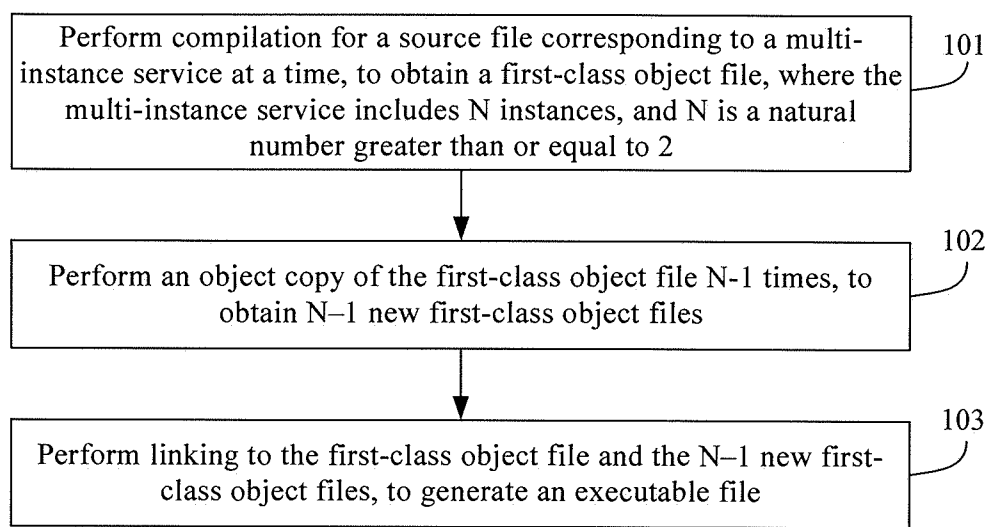 Perform compilation for a source file corresponding to a multi-
instance service at a time, to obtain a first-class object file, where the
multi-instance service includes N instances, and N is a natural
number greater than or equal to 2
101
Perform an object copy of the first-class object file N-1 times, to
obtain N–1 new first-class object files
102
Perform linking to the first-class object file and the N–1 new first-
class object files, to generate an executable file
103